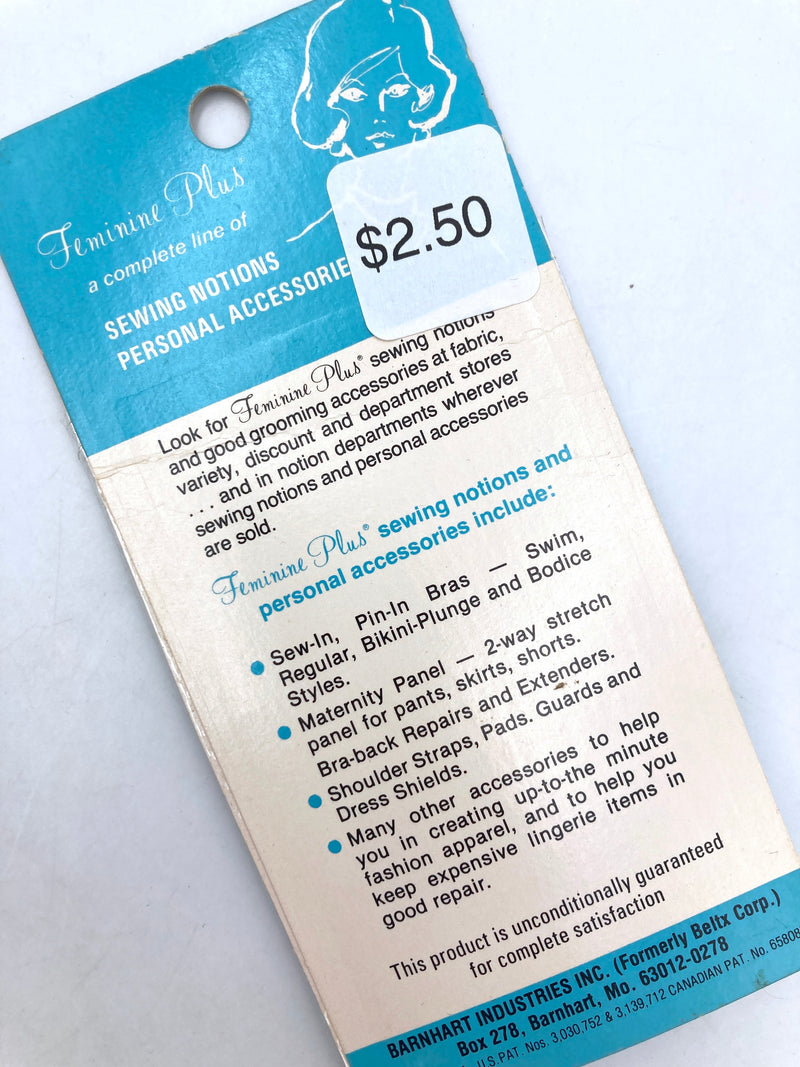 Feminine Plus®
a complete line of
SEWING NOTIONS
PERSONAL ACCESSORIE
$2.50
Look for Feminine Plus® sewing notions
and good grooming accessories at fabric,
variety, discount and department stores
. . . and in notion departments wherever
sewing notions and personal accessories
are sold.
Feminine Plus® sewing notions and
personal accessories include:
• Sew-In, Pin-In Bras — Swim,
Regular, Bikini-Plunge and Bodice
Styles.
• Maternity Panel — 2-way stretch
panel for pants, skirts, shorts.
Bra-back Repairs and Extenders.
• Shoulder Straps, Pads. Guards and
Dress Shields.
• Many other accessories to help
you in creating up-to-the minute
fashion apparel, and to help you
keep expensive lingerie items in
good repair.
This product is unconditionally guaranteed
for complete satisfaction
BARNHART INDUSTRIES INC. (Formerly Beltx Corp.)
Box 278, Barnhart, Mo. 63012-0278
U.S. PAT. Nos. 3,030,752 & 3,139,712 CANADIAN PAT. No. 65808